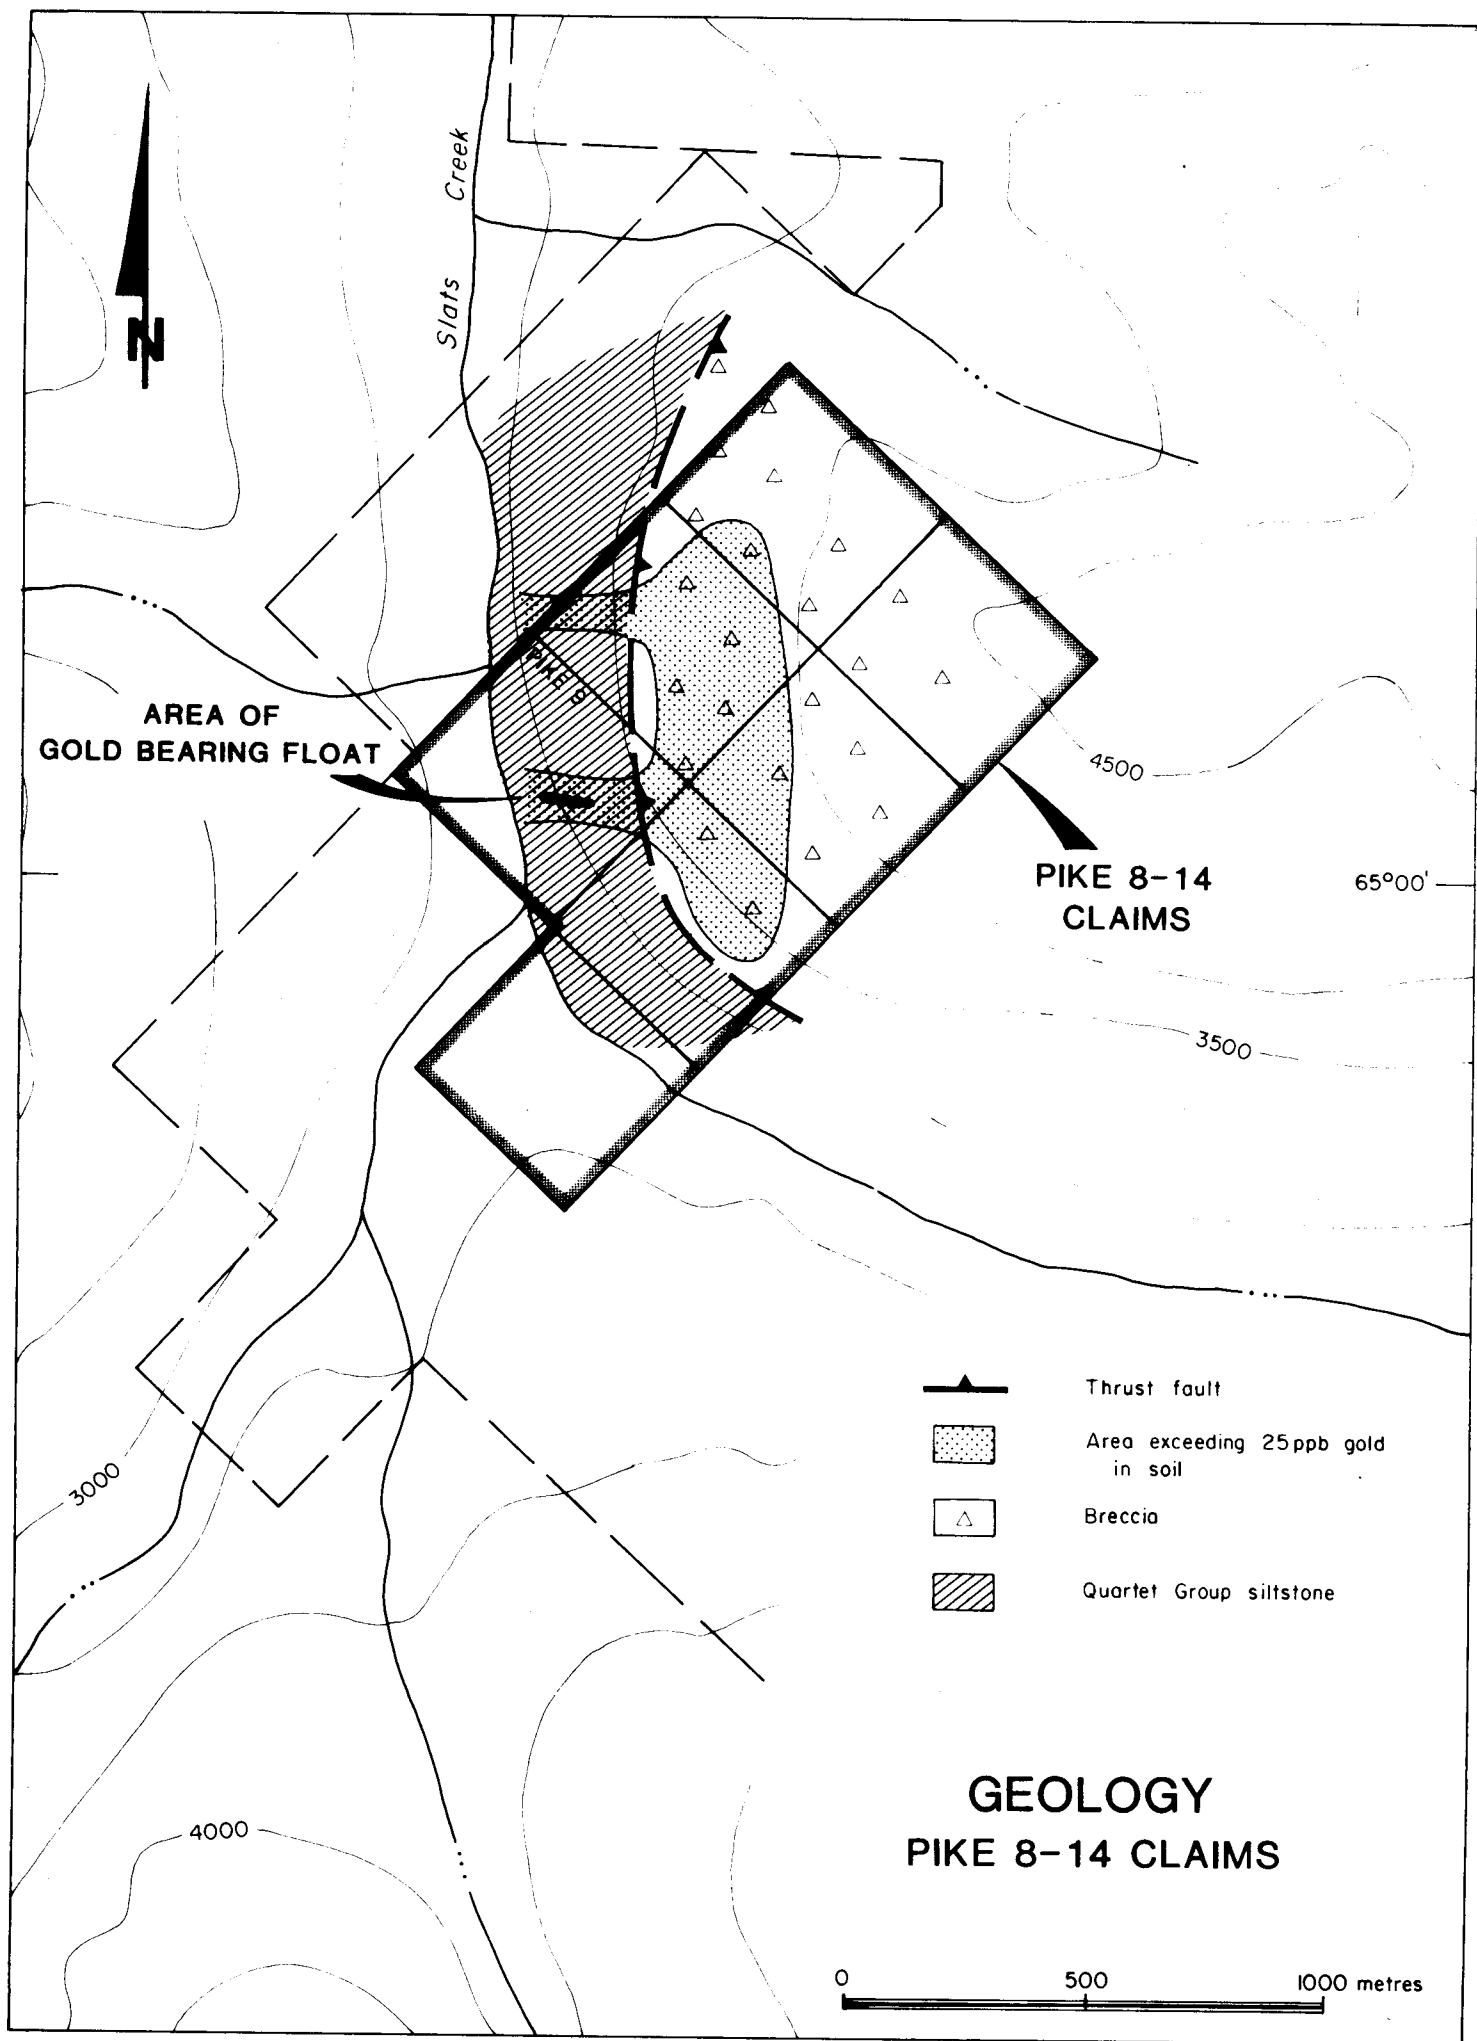 Slats Creek
N
AREA OF
GOLD BEARING FLOAT
PIKE 9
4500
PIKE 8-14
CLAIMS
65°00'
3500
3000
4000
Thrust fault
Area exceeding 25ppb gold
in soil
Breccia
Quartet Group siltstone
GEOLOGY
PIKE 8-14 CLAIMS
0 500 1000 metres